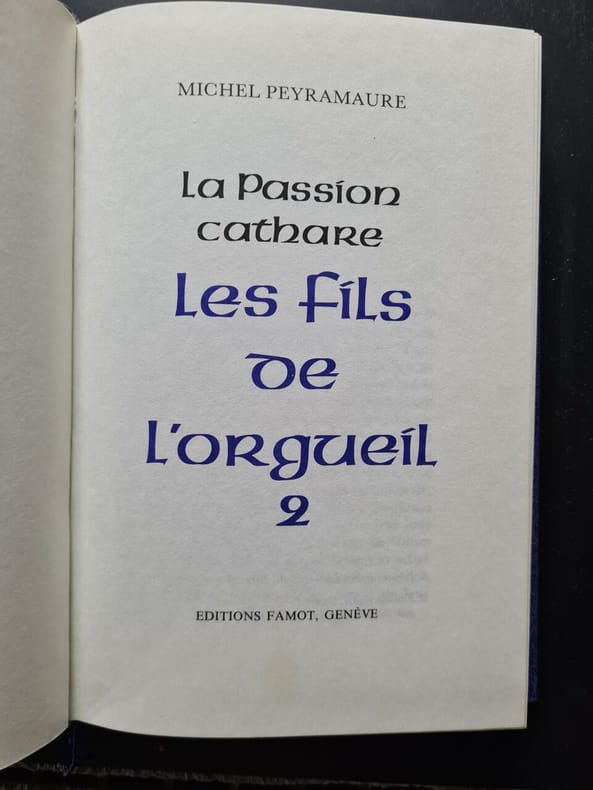 MICHEL PEYRAMAURE
La Passion
cathare
Les fils
de
l'orgueil
2
EDITIONS FAMOT, GENÈVE